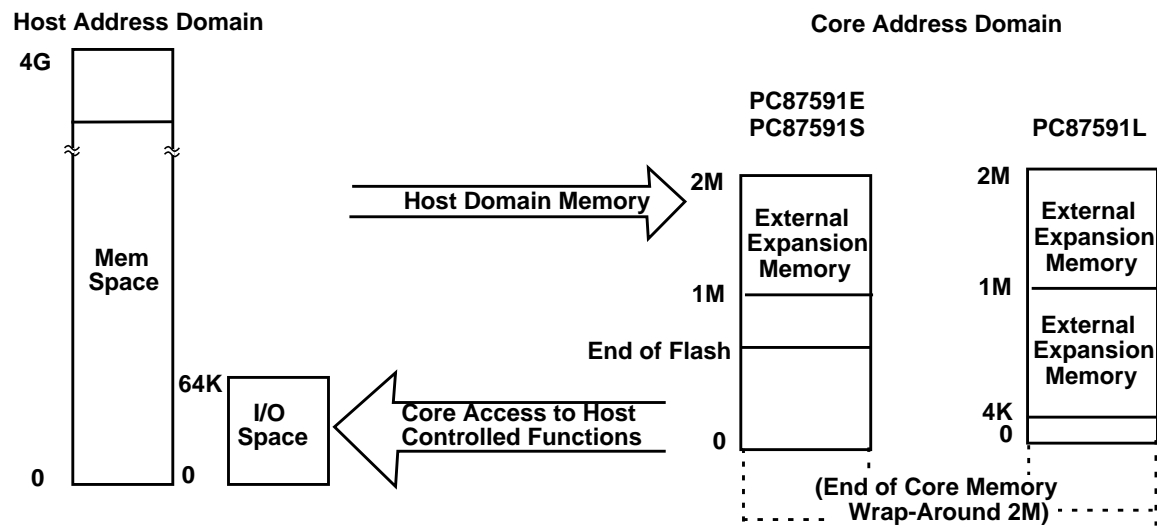 Host Address Domain
Core Address Domain
4G
PC87591E
PC87591S
PC87591L
2M
2M
Host Domain Memory
External
Expansion
Memory
External
Expansion
Memory
Mem
Space
1M
1M
External
Expansion
Memory
End of Flash
64K
I/O
Space
Core Access to Host
Controlled Functions
4K
0
0
0
0
(End of Core Memory
Wrap-Around 2M)